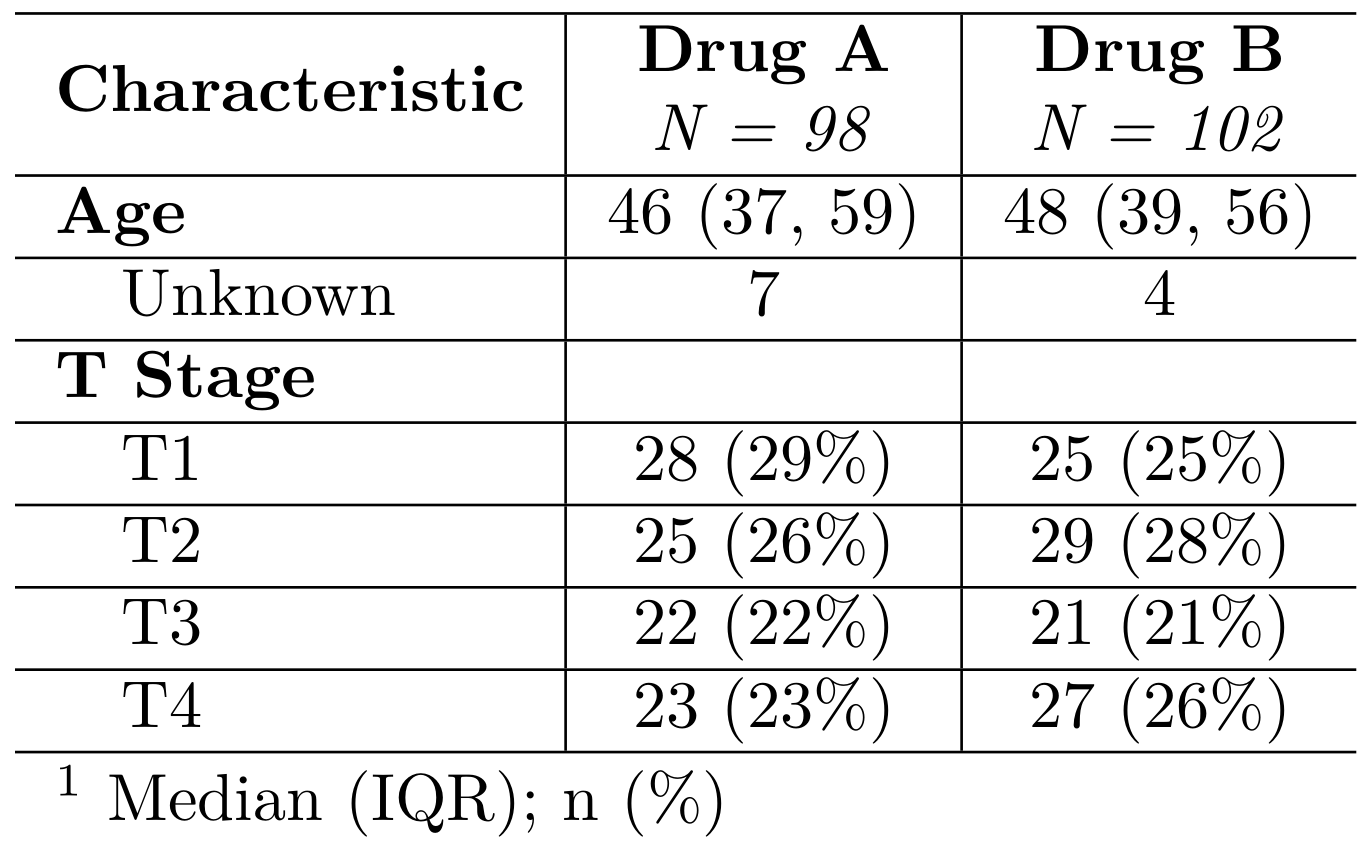 Characteristic Drug A Drug B
N = 98 N = 102
Age 46 (37, 59) 48 (39, 56)
Unknown 7 4
T Stage
T1 28 (29%) 25 (25%)
T2 25 (26%) 29 (28%)
T3 22 (22%) 21 (21%)
T4 23 (23%) 27 (26%)
1 Median (IQR); n (%)